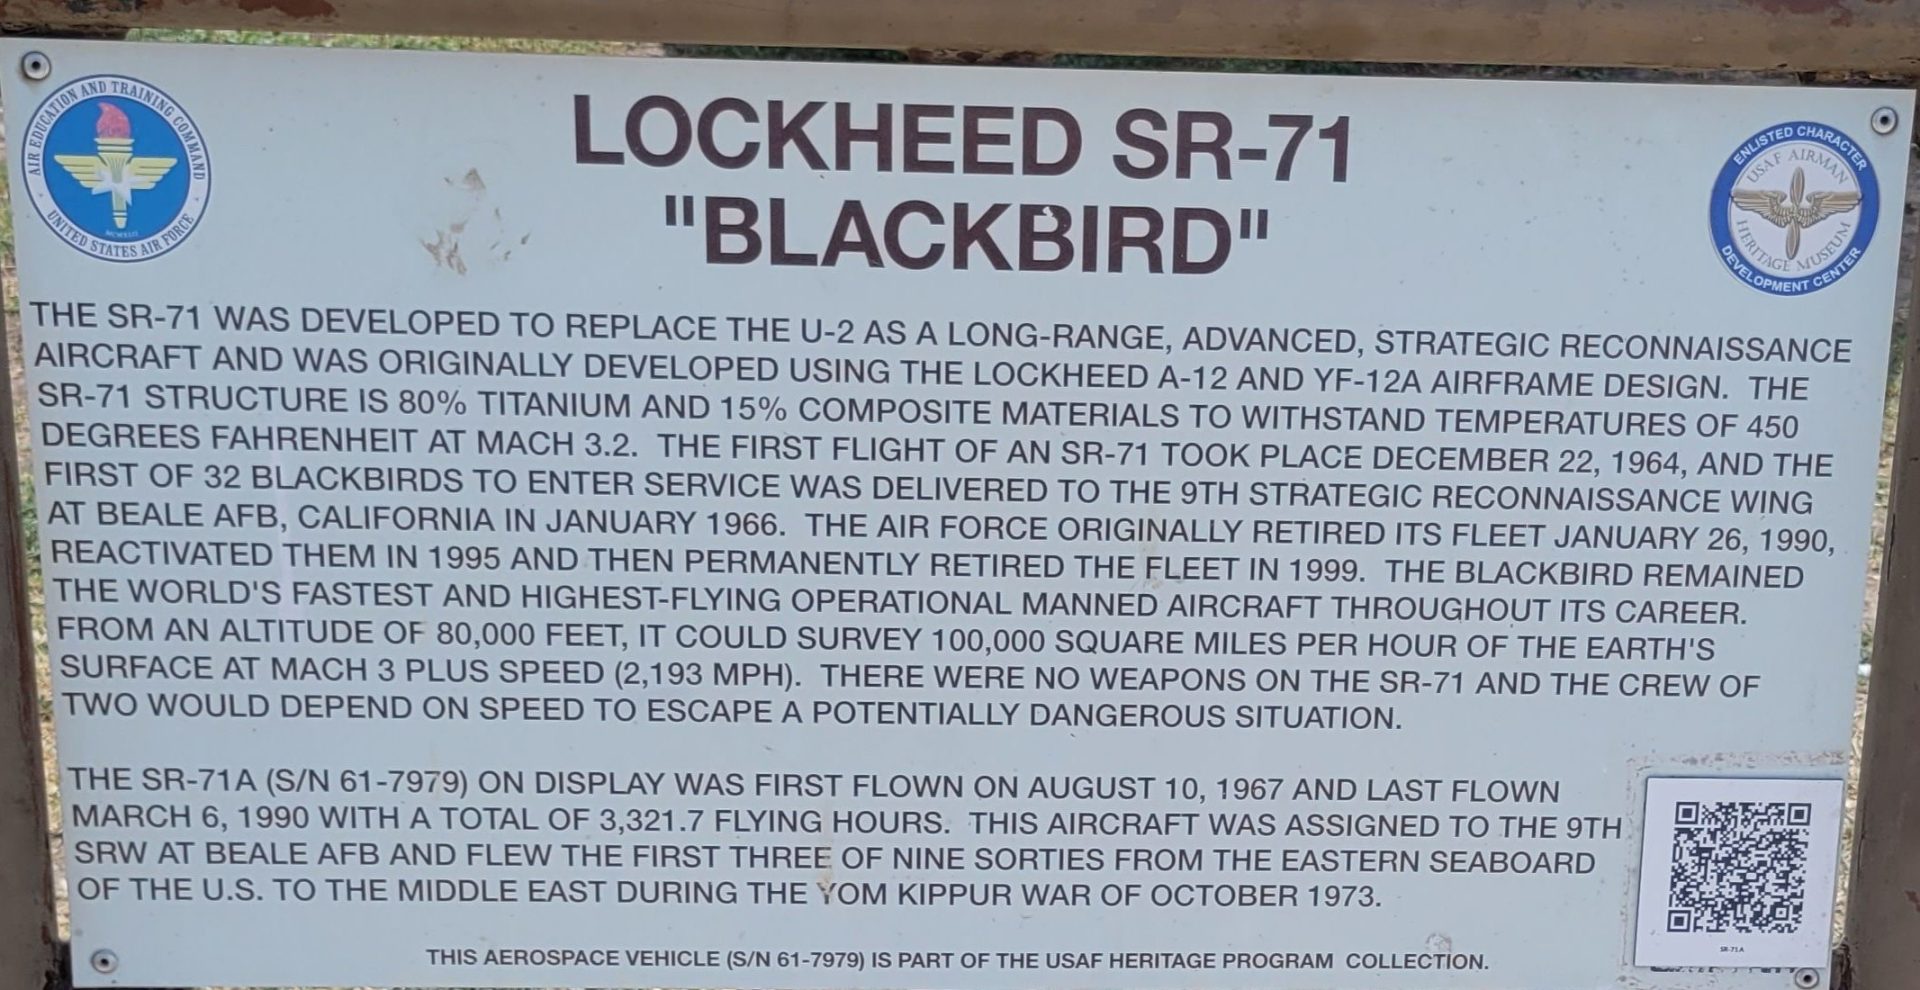 LOCKHEED SR-71
"BLACKBIRD"
AIR EDUCATION AND TRAINING COMMAND
UNITED STATES AIR FORCE
ENLISTED CHARACTER
DEVELOPMENT CENTER
USAF AIRMAN
HERITAGE MUSEUM
THE SR-71 WAS DEVELOPED TO REPLACE THE U-2 AS A LONG-RANGE, ADVANCED, STRATEGIC RECONNAISSANCE
AIRCRAFT AND WAS ORIGINALLY DEVELOPED USING THE LOCKHEED A-12 AND YF-12A AIRFRAME DESIGN. THE
SR-71 STRUCTURE IS 80% TITANIUM AND 15% COMPOSITE MATERIALS TO WITHSTAND TEMPERATURES OF 450
DEGREES FAHRENHEIT AT MACH 3.2. THE FIRST FLIGHT OF AN SR-71 TOOK PLACE DECEMBER 22, 1964, AND THE
FIRST OF 32 BLACKBIRDS TO ENTER SERVICE WAS DELIVERED TO THE 9TH STRATEGIC RECONNAISSANCE WING
AT BEALE AFB, CALIFORNIA IN JANUARY 1966. THE AIR FORCE ORIGINALLY RETIRED ITS FLEET JANUARY 26, 1990,
REACTIVATED THEM IN 1995 AND THEN PERMANENTLY RETIRED THE FLEET IN 1999. THE BLACKBIRD REMAINED
THE WORLD'S FASTEST AND HIGHEST-FLYING OPERATIONAL MANNED AIRCRAFT THROUGHOUT ITS CAREER.
FROM AN ALTITUDE OF 80,000 FEET, IT COULD SURVEY 100,000 SQUARE MILES PER HOUR OF THE EARTH'S
SURFACE AT MACH 3 PLUS SPEED (2,193 MPH). THERE WERE NO WEAPONS ON THE SR-71 AND THE CREW OF
TWO WOULD DEPEND ON SPEED TO ESCAPE A POTENTIALLY DANGEROUS SITUATION.
THE SR-71A (S/N 61-7979) ON DISPLAY WAS FIRST FLOWN ON AUGUST 10, 1967 AND LAST FLOWN
MARCH 6, 1990 WITH A TOTAL OF 3,321.7 FLYING HOURS. THIS AIRCRAFT WAS ASSIGNED TO THE 9TH
SRW AT BEALE AFB AND FLEW THE FIRST THREE OF NINE SORTIES FROM THE EASTERN SEABOARD
OF THE U.S. TO THE MIDDLE EAST DURING THE YOM KIPPUR WAR OF OCTOBER 1973.
SR-71A
THIS AEROSPACE VEHICLE (S/N 61-7979) IS PART OF THE USAF HERITAGE PROGRAM COLLECTION.